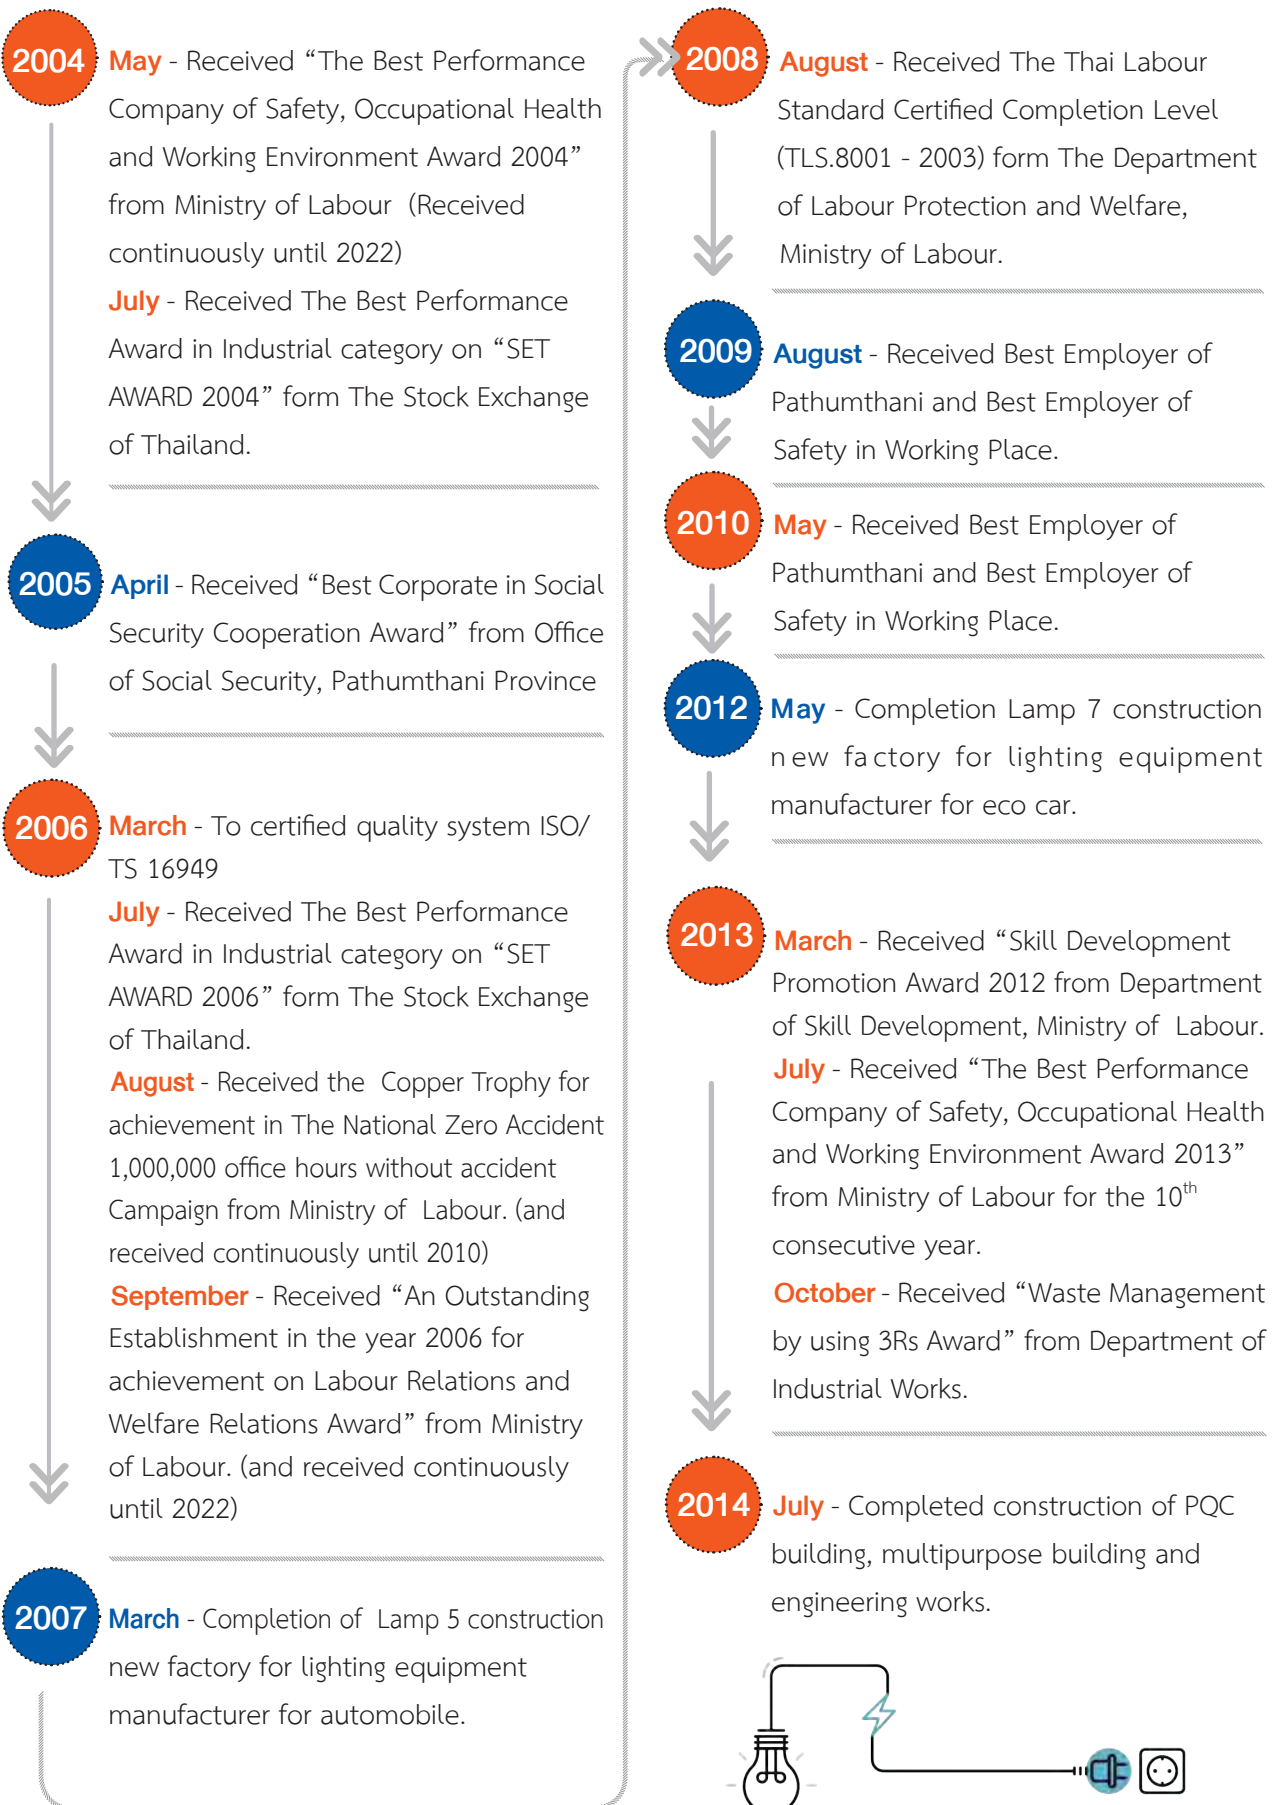 2004
May - Received “The Best Performance
Company of Safety, Occupational Health
and Working Environment Award 2004”
from Ministry of Labour (Received
continuously until 2022)
July - Received The Best Performance
Award in Industrial category on “SET
AWARD 2004” form The Stock Exchange
of Thailand.
2005
April - Received “Best Corporate in Social
Security Cooperation Award” from Office
of Social Security, Pathumthani Province
2006
March - To certified quality system ISO/
TS 16949
July - Received The Best Performance
Award in Industrial category on “SET
AWARD 2006” form The Stock Exchange
of Thailand.
August - Received the Copper Trophy for
achievement in The National Zero Accident
1,000,000 office hours without accident
Campaign from Ministry of Labour. (and
received continuously until 2010)
September - Received “An Outstanding
Establishment in the year 2006 for
achievement on Labour Relations and
Welfare Relations Award” from Ministry
of Labour. (and received continuously
until 2022)
2007
March - Completion of Lamp 5 construction
new factory for lighting equipment
manufacturer for automobile.
2008
August - Received The Thai Labour
Standard Certified Completion Level
(TLS.8001 - 2003) form The Department
of Labour Protection and Welfare,
Ministry of Labour.
2009
August - Received Best Employer of
Pathumthani and Best Employer of
Safety in Working Place.
2010
May - Received Best Employer of
Pathumthani and Best Employer of
Safety in Working Place.
2012
May - Completion Lamp 7 construction
new factory for lighting equipment
manufacturer for eco car.
2013
March - Received “Skill Development
Promotion Award 2012 from Department
of Skill Development, Ministry of Labour.
July - Received “The Best Performance
Company of Safety, Occupational Health
and Working Environment Award 2013”
from Ministry of Labour for the 10th
consecutive year.
October - Received “Waste Management
by using 3Rs Award” from Department of
Industrial Works.
2014
July - Completed construction of PQC
building, multipurpose building and
engineering works.